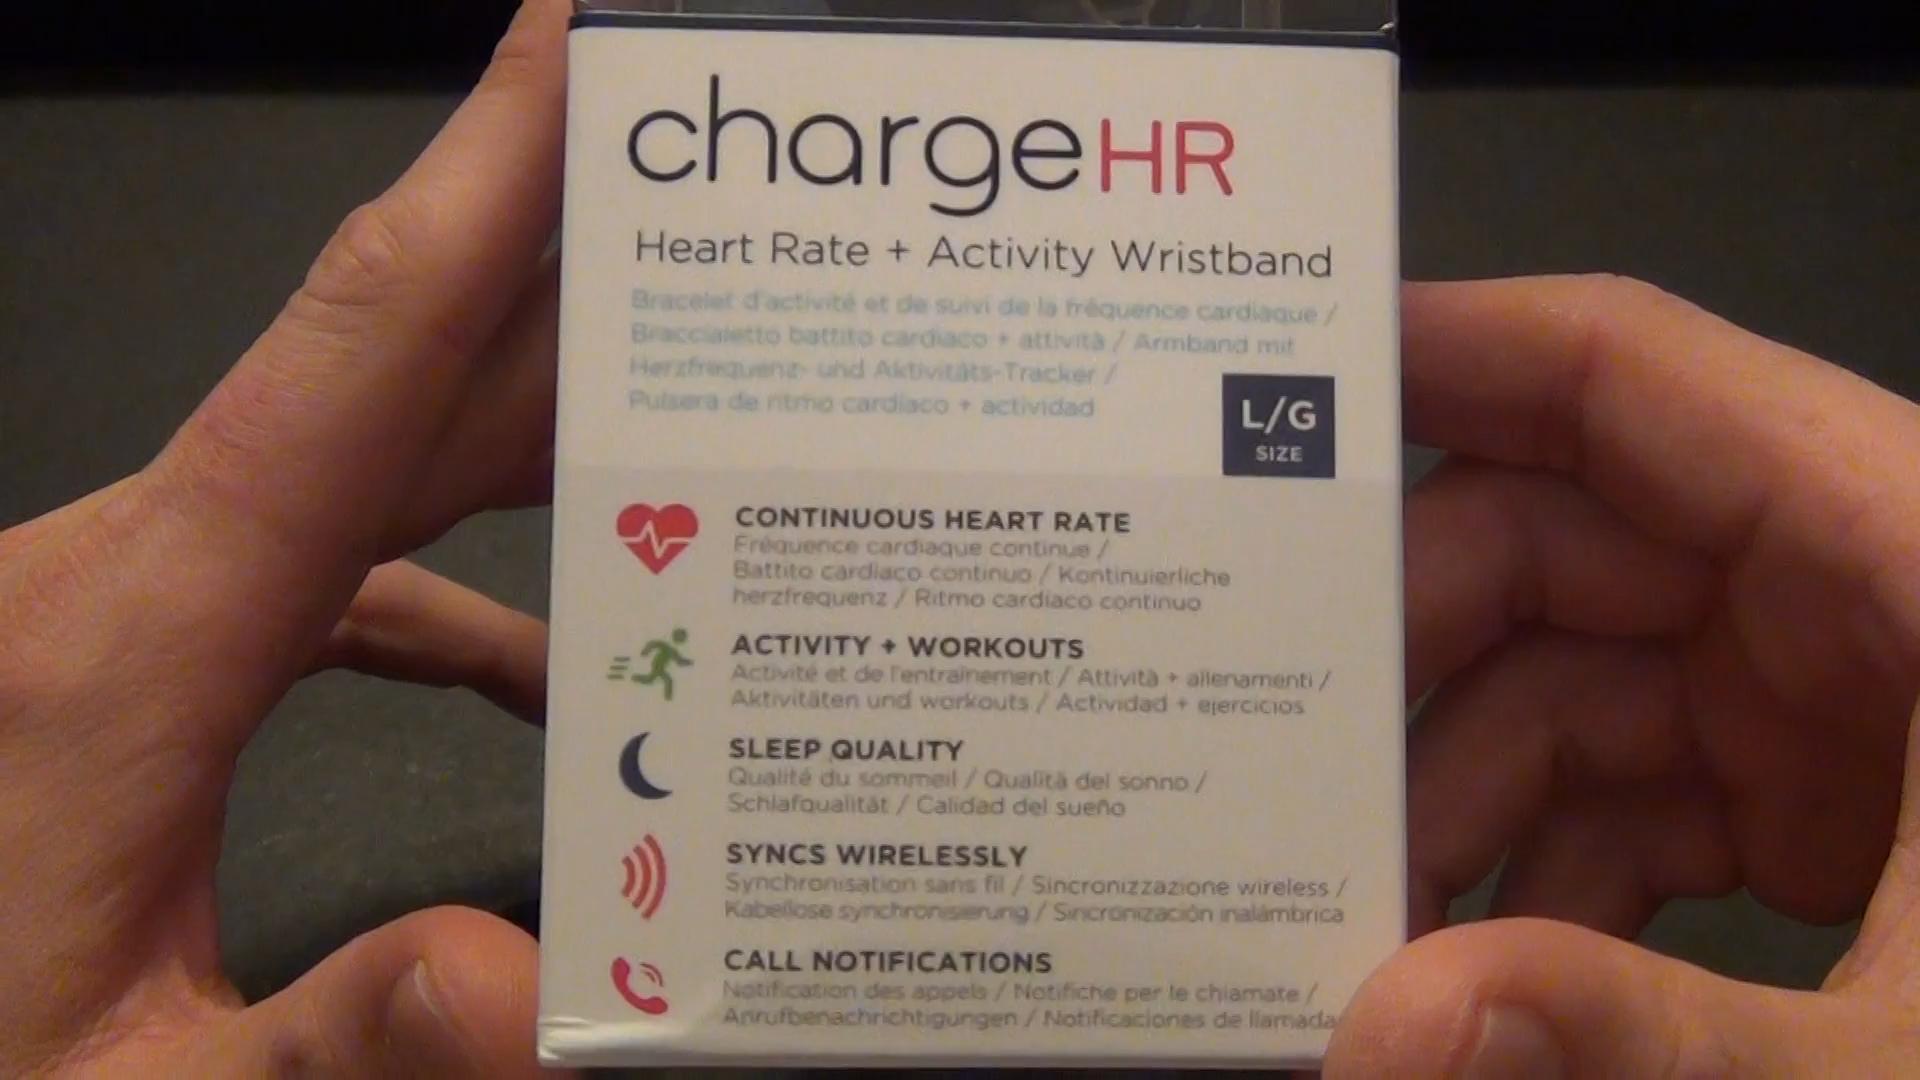 chargeHR
Heart Rate + Activity Wristband
Bracelet d'activité et de suivi de la fréquence cardiaque /
Braccialetto battito cardiaco + attività / Armband mit
Herzfrequenz- und Aktivitäts-Tracker /
Pulsera de ritmo cardíaco + actividad
L/G
SIZE
CONTINUOUS HEART RATE
Fréquence cardiaque continue /
Battito cardiaco continuo / Kontinuierliche
herzfrequenz / Ritmo cardíaco continuo
ACTIVITY + WORKOUTS
Activité et de l'entraînement / Attività + allenamenti /
Aktivitäten und workouts / Actividad + ejercicios
SLEEP QUALITY
Qualité du sommeil / Qualità del sonno /
Schlafqualität / Calidad del sueño
SYNCS WIRELESSLY
Synchronisation sans fil / Sincronizzazione wireless /
Kabellose synchronisierung / Sincronización inalámbrica
CALL NOTIFICATIONS
Notification des appels / Notifiche per le chiamate /
Anrufbenachrichtigungen / Notificaciones de llamada